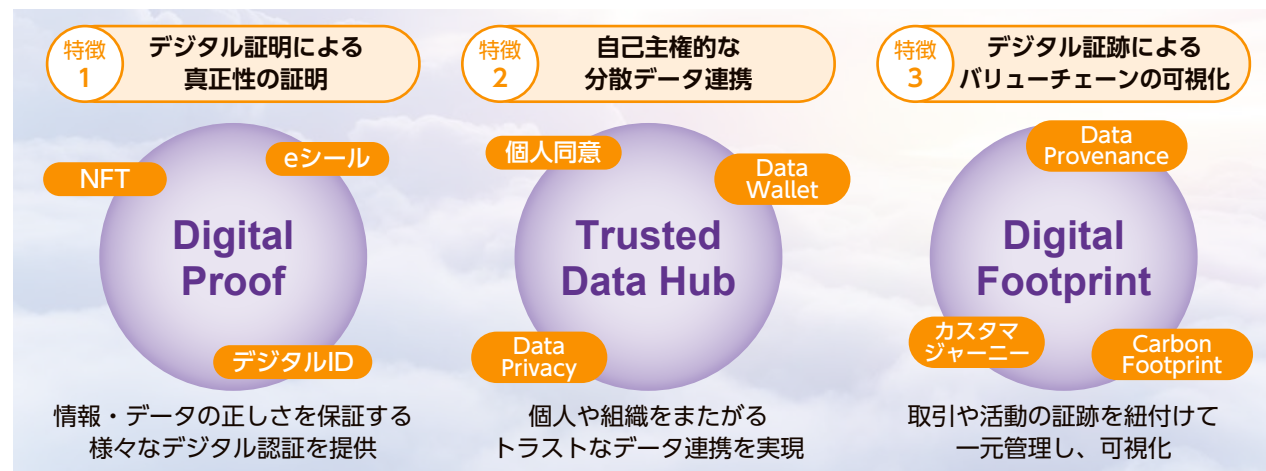 特徴
1
デジタル証明による
真正性の証明
NFT
eシール
Digital
Proof
デジタルID
情報・データの正しさを保証する
様々なデジタル認証を提供
特徴
2
自己主権的な
分散データ連携
個人同意
Data
Wallet
Trusted
Data Hub
Data
Privacy
個人や組織をまたがる
トラストなデータ連携を実現
特徴
3
デジタル証跡による
バリューチェーンの可視化
Data
Provenance
Digital
Footprint
カスタマ
ジャーニー
Carbon
Footprint
取引や活動の証跡を紐付けて
一元管理し、可視化